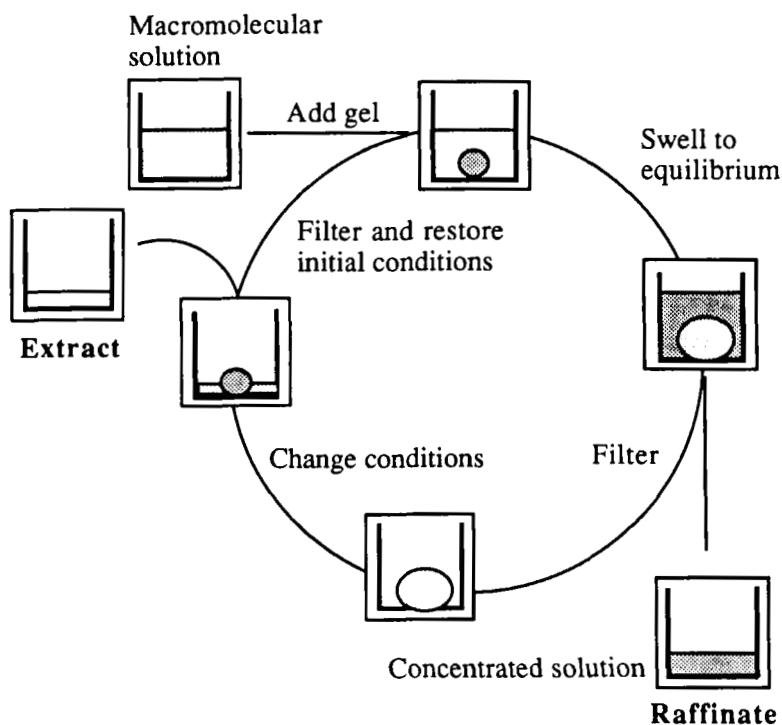 Macromolecular
solution
Add gel
Swell to
equilibrium
Filter and restore
initial conditions
Extract
Change conditions
Filter
Concentrated solution
Raffinate